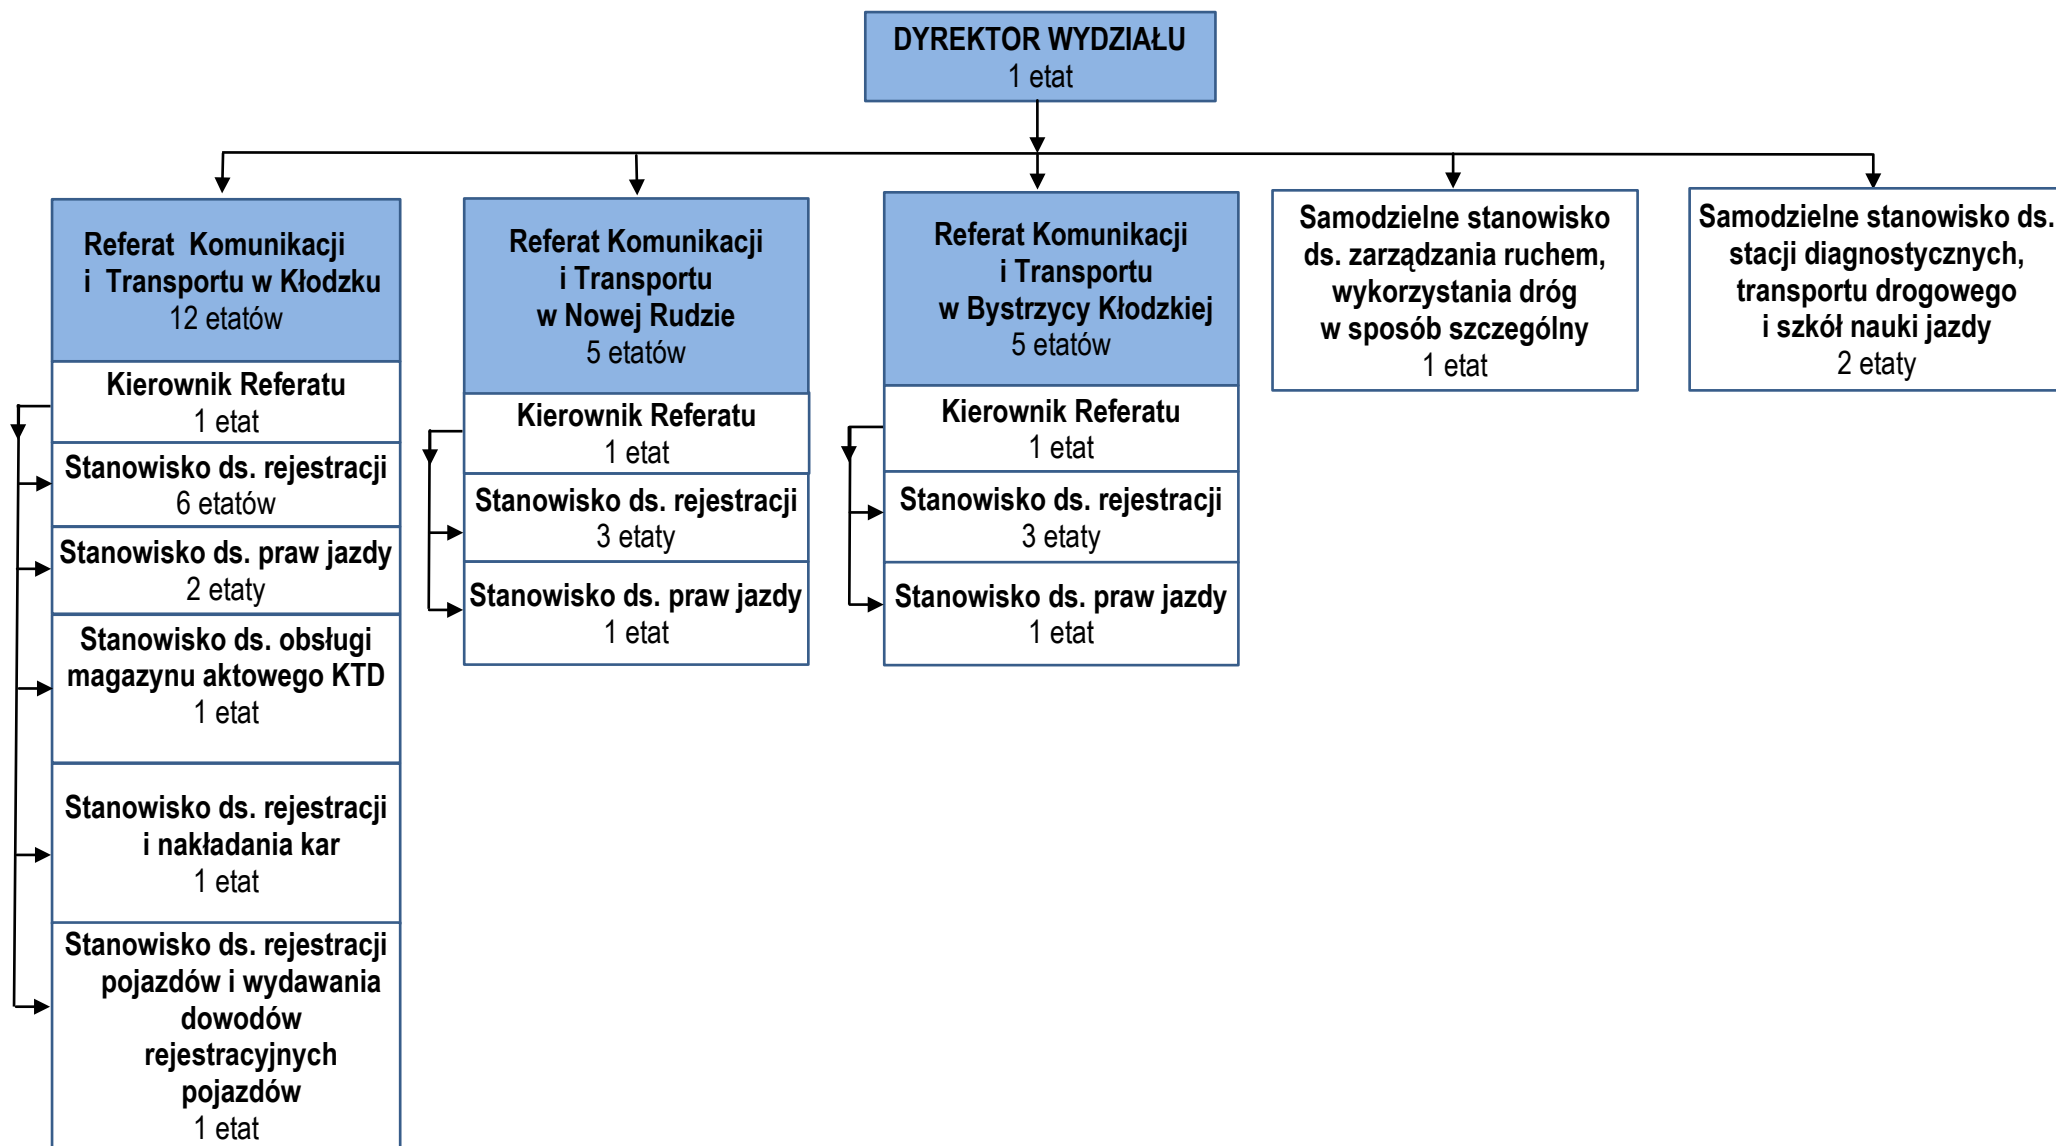 DYREKTOR WYDZIAŁU
1 etat
Referat Komunikacji
i Transportu w Kłodzku
12 etatów
Kierownik Referatu
1 etat
Stanowisko ds. rejestracji
6 etatów
Stanowisko ds. praw jazdy
2 etaty
Stanowisko ds. obsługi
magazynu aktowego KTD
1 etat
Stanowisko ds. rejestracji
i nakładania kar
1 etat
Stanowisko ds. rejestracji
pojazdów i wydawania
dowodów
rejestracyjnych
pojazdów
1 etat
Referat Komunikacji
i Transportu
w Nowej Rudzie
5 etatów
Kierownik Referatu
1 etat
Stanowisko ds. rejestracji
3 etaty
Stanowisko ds. praw jazdy
1 etat
Referat Komunikacji
i Transportu
w Bystrzycy Kłodzkiej
5 etatów
Kierownik Referatu
1 etat
Stanowisko ds. rejestracji
3 etaty
Stanowisko ds. praw jazdy
1 etat
Samodzielne stanowisko
ds. zarządzania ruchem,
wykorzystania dróg
w sposób szczególny
1 etat
Samodzielne stanowisko ds.
stacji diagnostycznych,
transportu drogowego
i szkół nauki jazdy
2 etaty